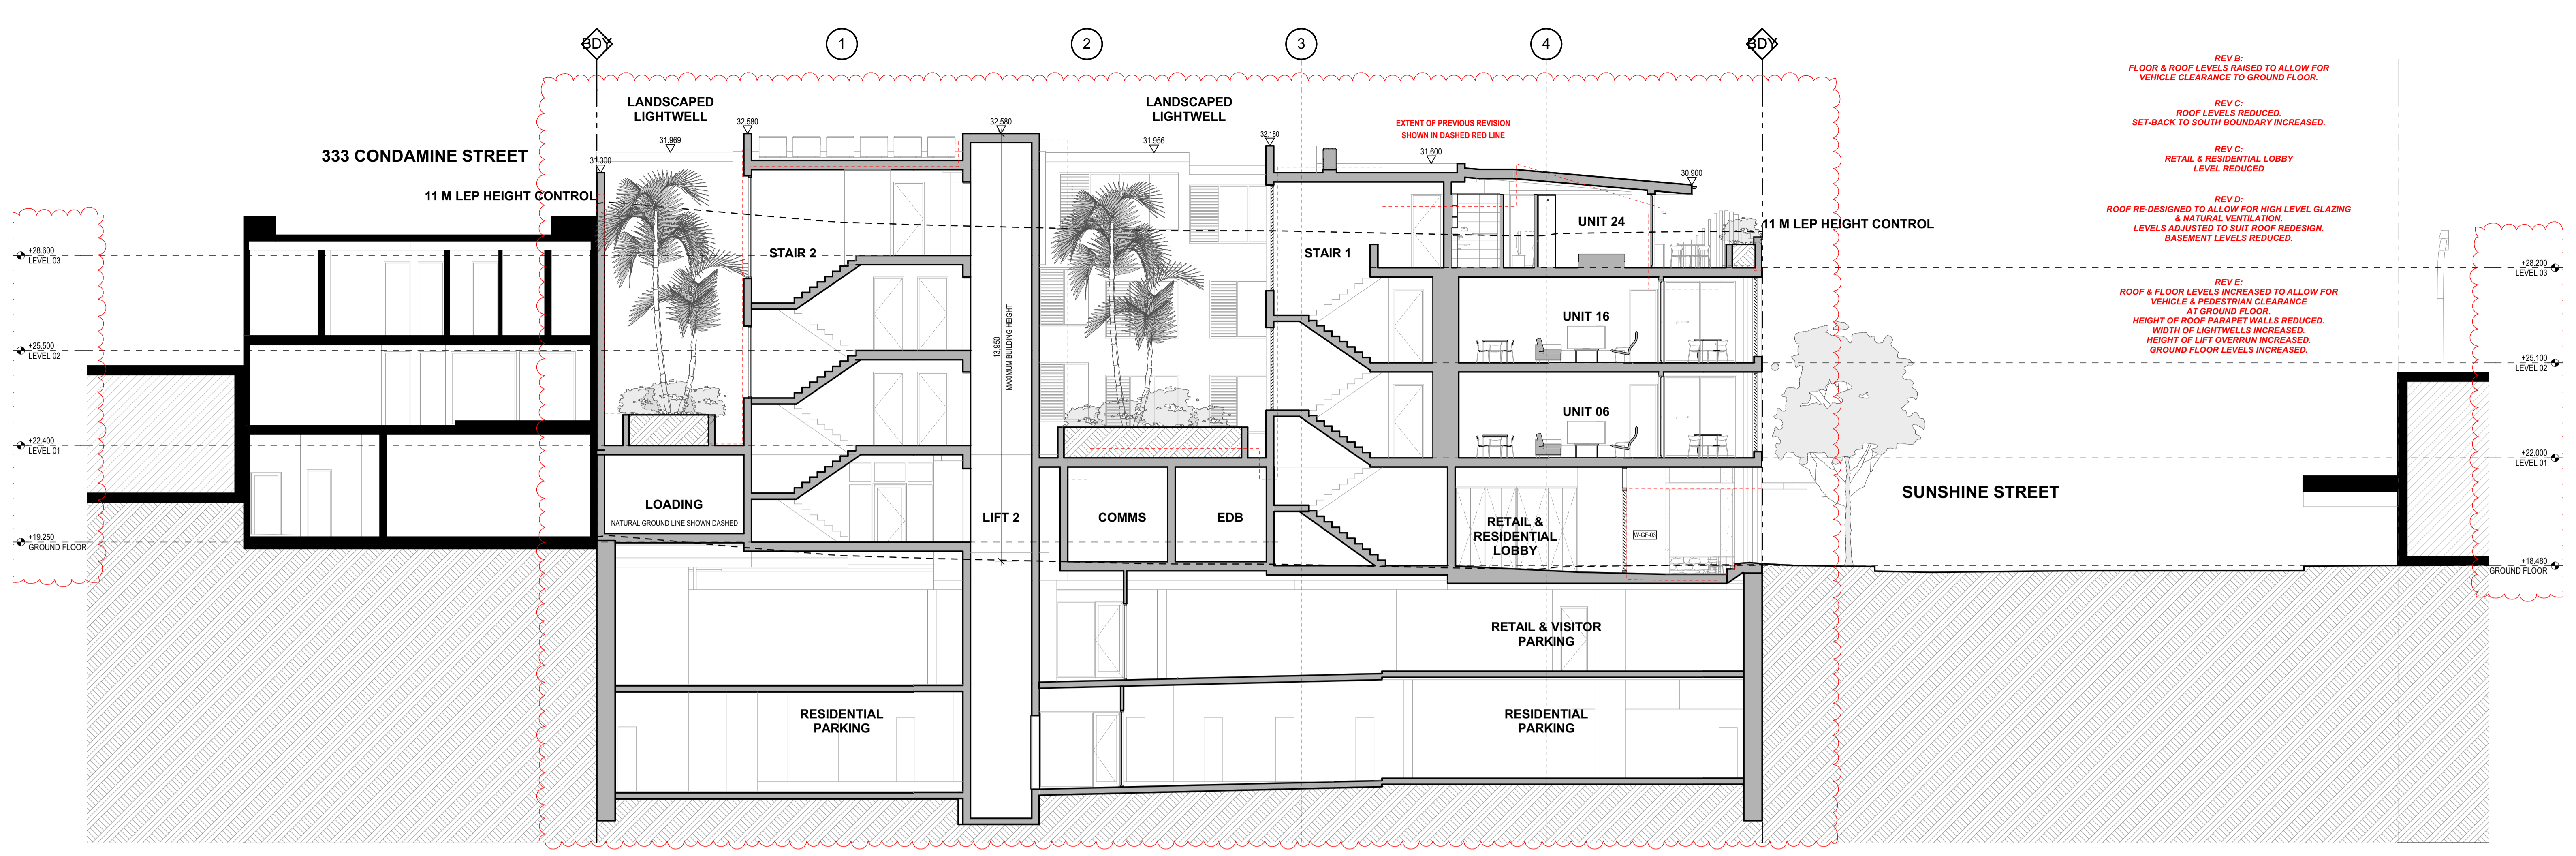 BDY
1
2
3
4
BDY
REV B:
FLOOR & ROOF LEVELS RAISED TO ALLOW FOR
VEHICLE CLEARANCE TO GROUND FLOOR.
REV C:
ROOF LEVELS REDUCED.
SET-BACK TO SOUTH BOUNDARY INCREASED.
REV C:
RETAIL & RESIDENTIAL LOBBY
LEVEL REDUCED
REV D:
ROOF RE-DESIGNED TO ALLOW FOR HIGH LEVEL GLAZING
& NATURAL VENTILATION.
LEVELS ADJUSTED TO SUIT ROOF REDESIGN.
BASEMENT LEVELS REDUCED.
REV E:
ROOF & FLOOR LEVELS INCREASED TO ALLOW FOR
VEHICLE & PEDESTRIAN CLEARANCE
AT GROUND FLOOR.
HEIGHT OF ROOF PARAPET WALLS REDUCED.
WIDTH OF LIGHTWELLS INCREASED.
HEIGHT OF LIFT OVERRUN INCREASED.
GROUND FLOOR LEVELS INCREASED.
LANDSCAPED
LIGHTWELL
LANDSCAPED
LIGHTWELL
EXTENT OF PREVIOUS REVISION
SHOWN IN DASHED RED LINE
32.580
32.580
32.180
31.969
31.956
31.600
31.300
30.900
333 CONDAMINE STREET
11 M LEP HEIGHT CONTROL
11 M LEP HEIGHT CONTROL
UNIT 24
STAIR 2
STAIR 1
+28.600
LEVEL 03
+28.200
LEVEL 03
UNIT 16
13,950
MAXIMUM BUILDING HEIGHT
+25.500
LEVEL 02
+25.100
LEVEL 02
UNIT 06
+22.400
LEVEL 01
+22.000
LEVEL 01
SUNSHINE STREET
LOADING
NATURAL GROUND LINE SHOWN DASHED
LIFT 2
COMMS
EDB
RETAIL &
RESIDENTIAL
LOBBY
W-GF-03
+19.250
GROUND FLOOR
+18.480
GROUND FLOOR
RETAIL & VISITOR
PARKING
RESIDENTIAL
PARKING
RESIDENTIAL
PARKING